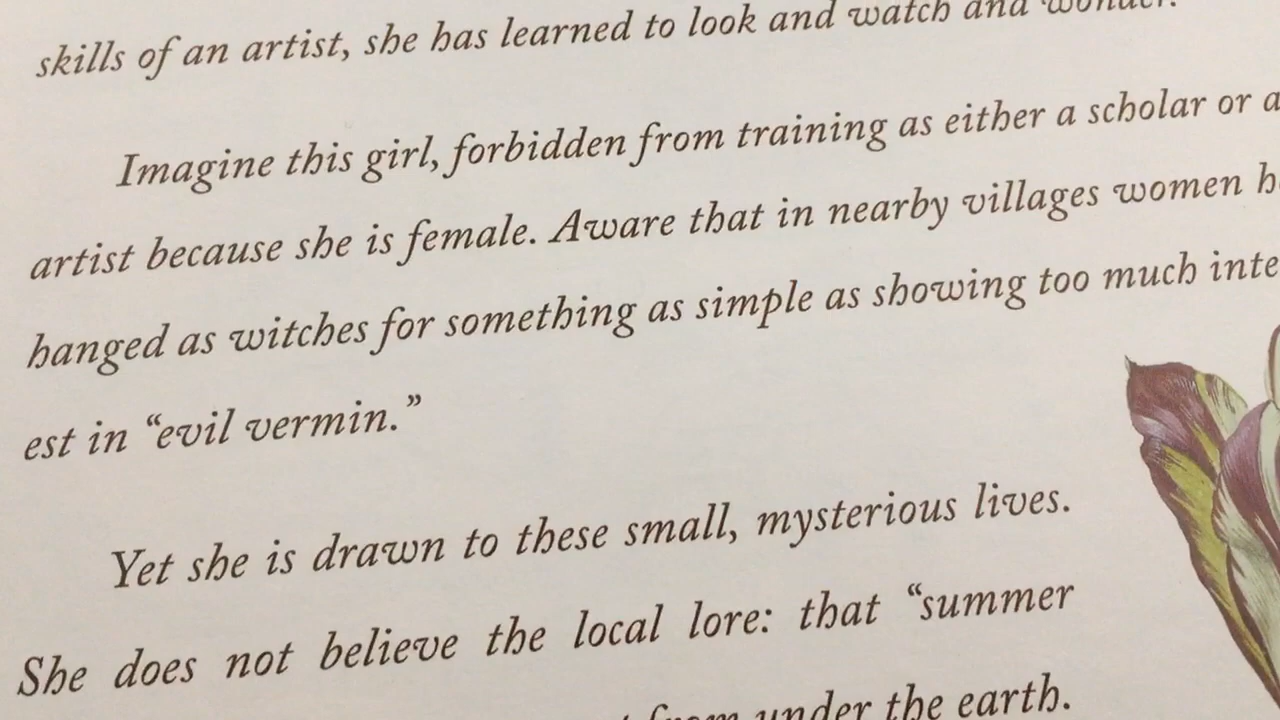 skills of an artist, she has learned to look and watch and wonder.
Imagine this girl, forbidden from training as either a scholar or a
artist because she is female. Aware that in nearby villages women h
hanged as witches for something as simple as showing too much inte
est in “evil vermin.”
Yet she is drawn to these small, mysterious lives.
She does not believe the local lore: that “summer
from under the earth.